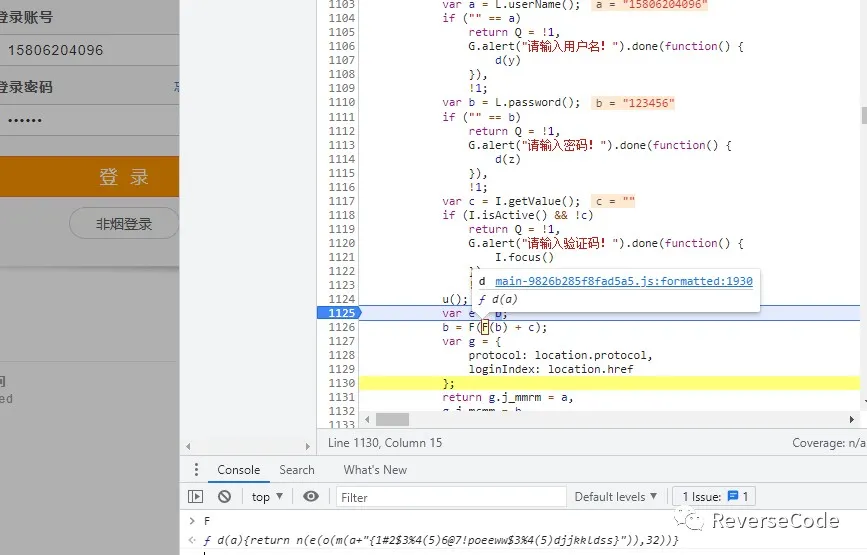 登录账号
15806204096
登录密码
••••••
登 录
非烟登录
ed
1103 var a = L.userName(); a = "15806204096"
1104 if ("" == a)
1105 return Q = !1,
1106 G.alert("请输入用户名! ").done(function() {
1107 d(y)
1108 }),
1109 !1;
1110 var b = L.password(); b = "123456"
1111 if ("" == b)
1112 return Q = !1,
1113 G.alert("请输入密码! ").done(function() {
1114 d(z)
1115 }),
1116 !1;
1117 var c = I.getValue(); c = ""
1118 if (I.isActive() && !c)
1119 return Q = !1,
1120 G.alert("请输入验证码! ").done(function() {
1121 I.focus()
1122
1123
d main-9826b285f8fad5a5.js:formatted:1930
ƒ d(a)
1124 u();
1125 var e = b;
1126 b = F(F(b) + c);
1127 var g = {
1128 protocol: location.protocol,
1129 loginIndex: location.href
1130 };
1131 return g.j_mmrm = a,
1132
1133
Line 1130, Column 15
Coverage: n/a
Console Search What's New
top ▼ Filter Default levels ▼ 1 Issue: 1
> F
ƒ d(a){return n(e(o(m(a+"{1#2$3%4(5)6@7!poeeww$3%4(5)djjkkldss}")),32))}
ReverseCode